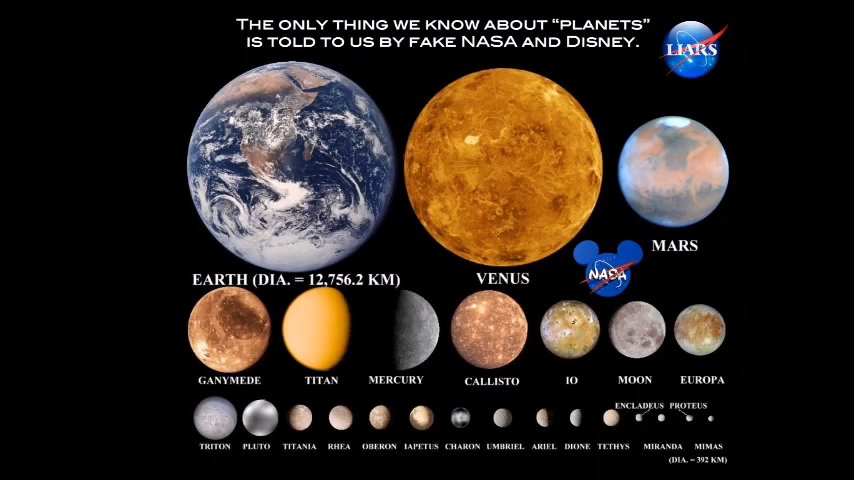 The only thing we know about “planets”
is told to us by fake NASA and Disney.
LIARS
MARS
EARTH (DIA. = 12,756.2 KM)
VENUS
NASA
GANYMEDE TITAN MERCURY CALLISTO IO MOON EUROPA
ENCLADEUS PROTEUS
TRITON PLUTO TITANIA RHEA OBERON IAPETUS CHARON UMBRIEL ARIEL DIONE TETHYS MIRANDA MIMAS
(DIA. = 392 KM)